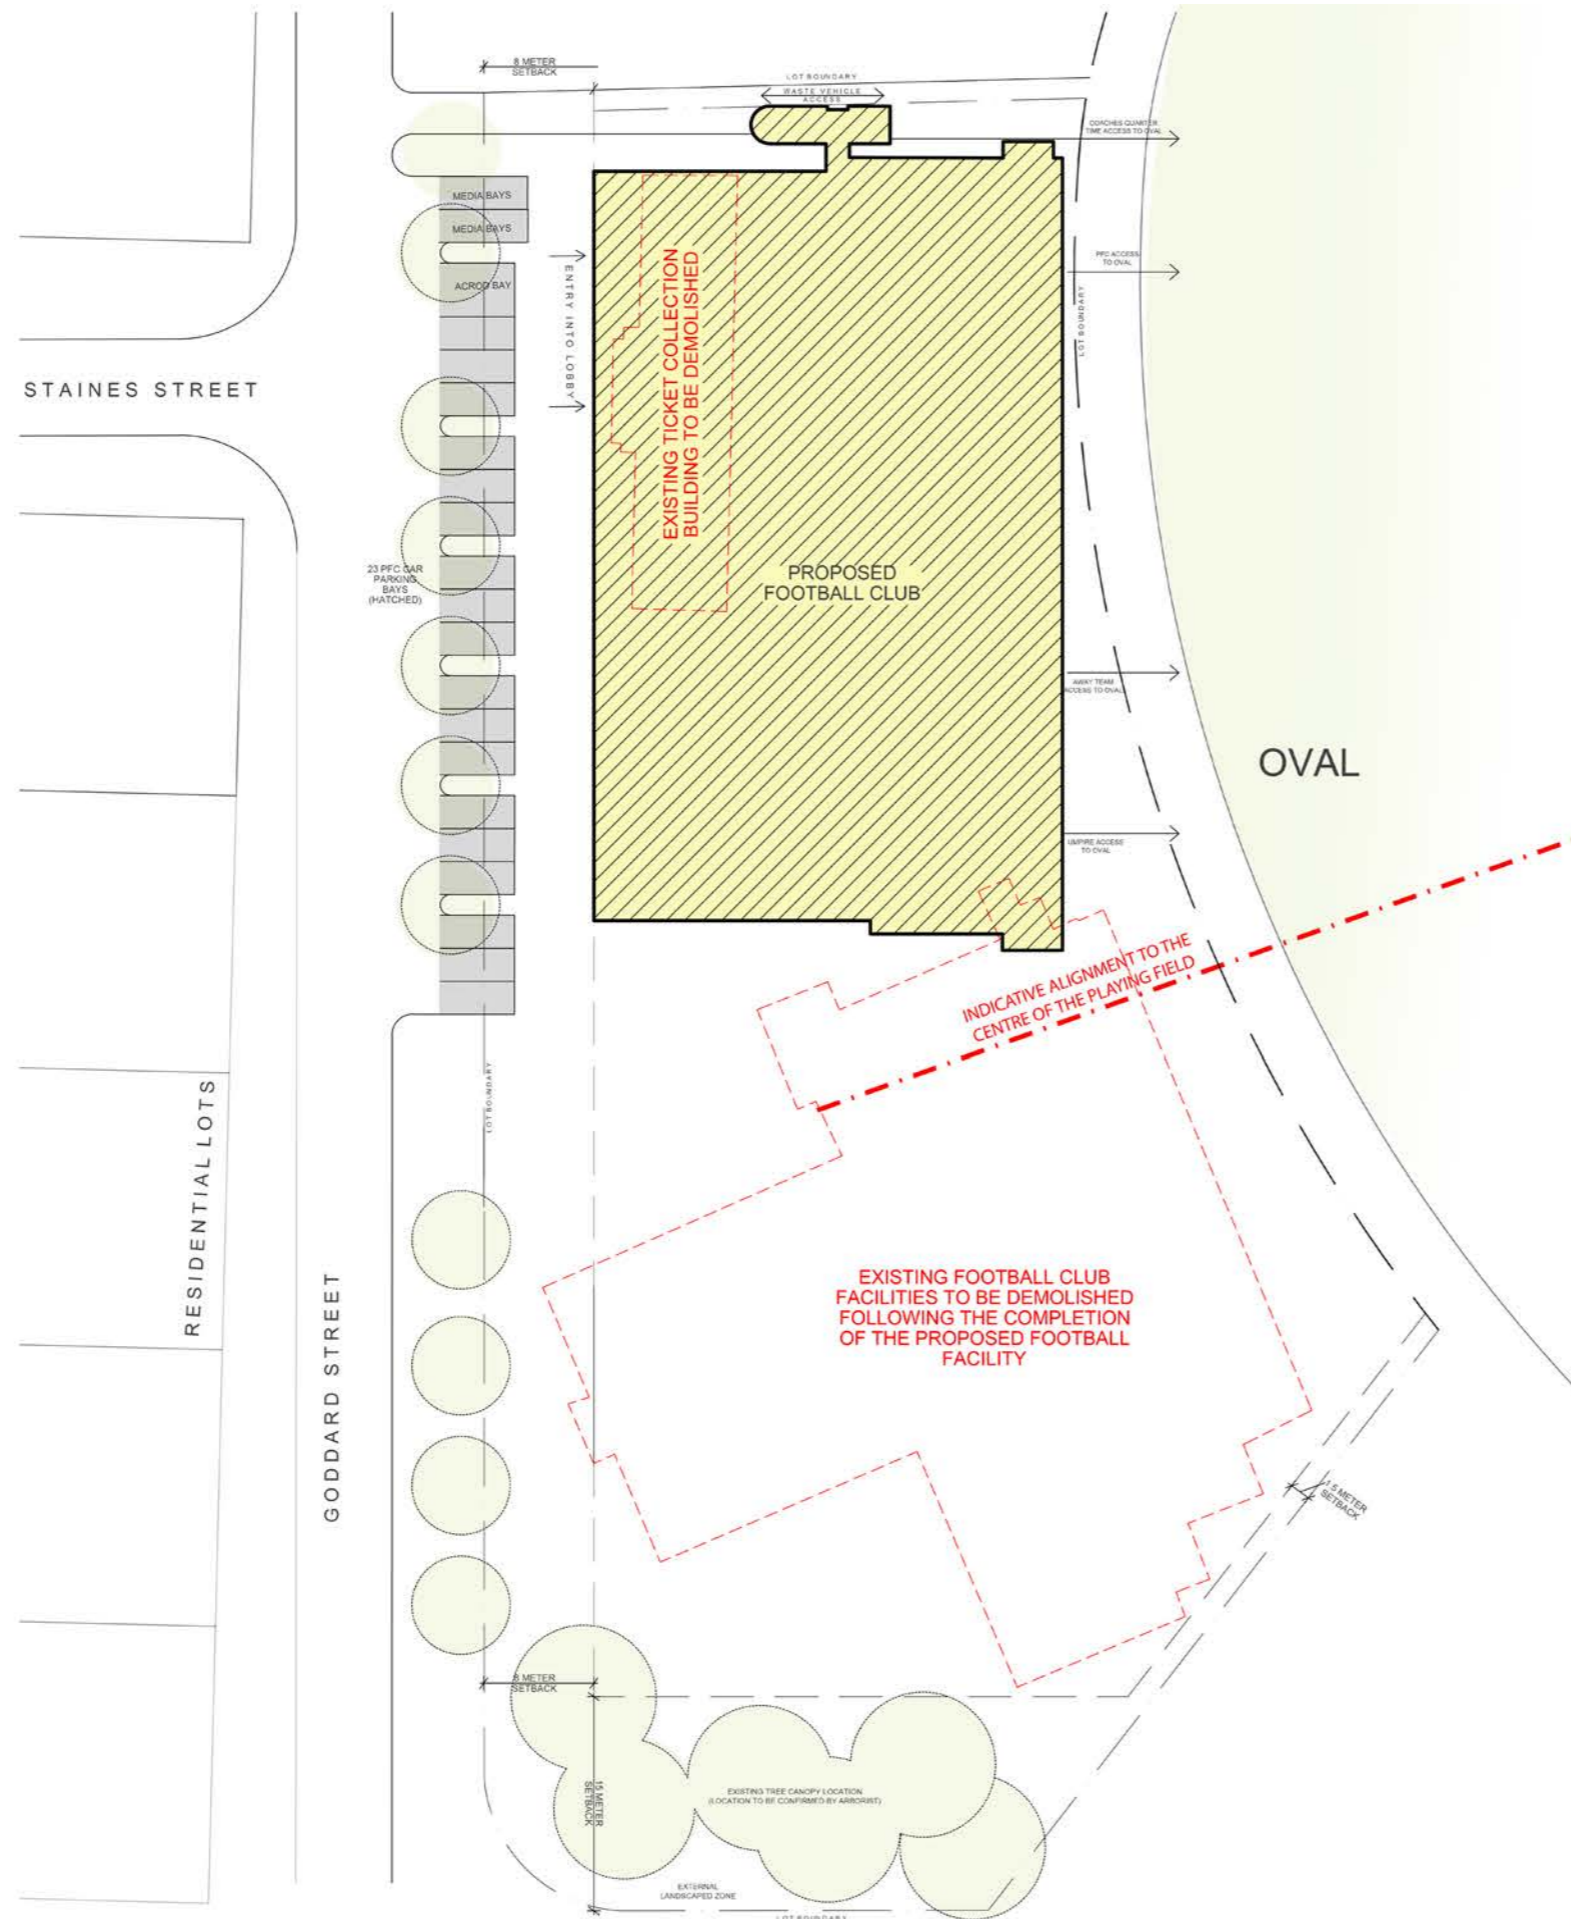 8 METER
SETBACK
LOT BOUNDARY
WASTE VEHICLE
ACCESS
COACHES QUARTER
TIME ACCESS TO OVAL
MEDIA BAYS
MEDIA BAYS
ACROD BAY
ENTRY INTO LOBBY
EXISTING TICKET COLLECTION
BUILDING TO BE DEMOLISHED
PFC ACCESS
TO OVAL
LOT BOUNDARY
STAINES STREET
23 PFC CAR
PARKING
BAYS
(HATCHED)
PROPOSED
FOOTBALL CLUB
AWAY TEAM
ACCESS TO OVAL
OVAL
UMPIRE ACCESS
TO OVAL
INDICATIVE ALIGNMENT TO THE
CENTRE OF THE PLAYING FIELD
LOT BOUNDARY
RESIDENTIAL LOTS
GODDARD STREET
EXISTING FOOTBALL CLUB
FACILITIES TO BE DEMOLISHED
FOLLOWING THE COMPLETION
OF THE PROPOSED FOOTBALL
FACILITY
1.5 METER
SETBACK
8 METER
SETBACK
15 METER
SETBACK
EXISTING TREE CANOPY LOCATION
(LOCATION TO BE CONFIRMED BY ARBORIST)
EXTERNAL
LANDSCAPED ZONE
LOT BOUNDARY